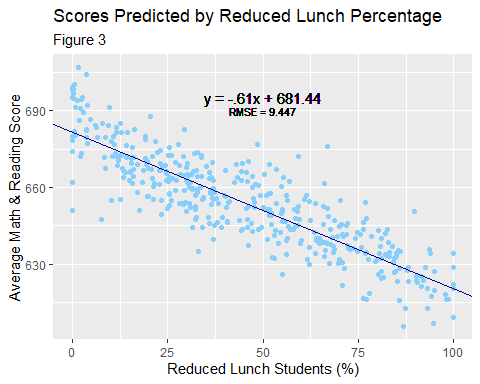 Scores Predicted by Reduced Lunch Percentage
Figure 3
y = -.61x + 681.44
RMSE = 9.447
Average Math & Reading Score
690
660
630
0 25 50 75 100
Reduced Lunch Students (%)